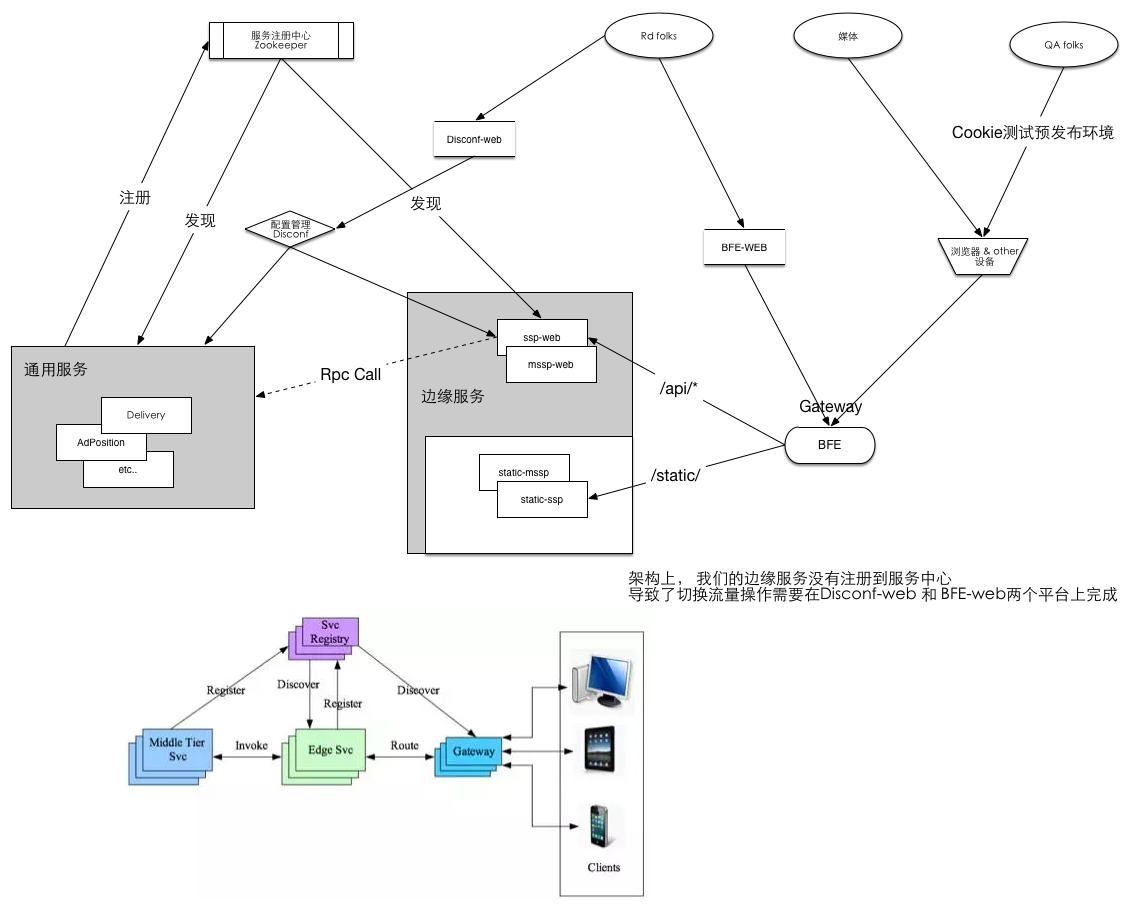 服务注册中心
Zookeeper
Rd folks
媒体
QA folks
Disconf-web
Cookie测试预发布环境
注册
发现
发现
配置管理
Disconf
BFE-WEB
浏览器 & other
设备
ssp-web
mssp-web
通用服务
Rpc Call
/api/*
边缘服务
Gateway
Delivery
AdPosition
etc..
BFE
static-mssp
static-ssp
/static/
架构上， 我们的边缘服务没有注册到服务中心
导致了切换流量操作需要在Disconf-web 和 BFE-web两个平台上完成
Svc
Registry
Register
Discover
Discover
Register
Middle Tier
Svc
Invoke
Edge Svc
Route
Gateway
Clients